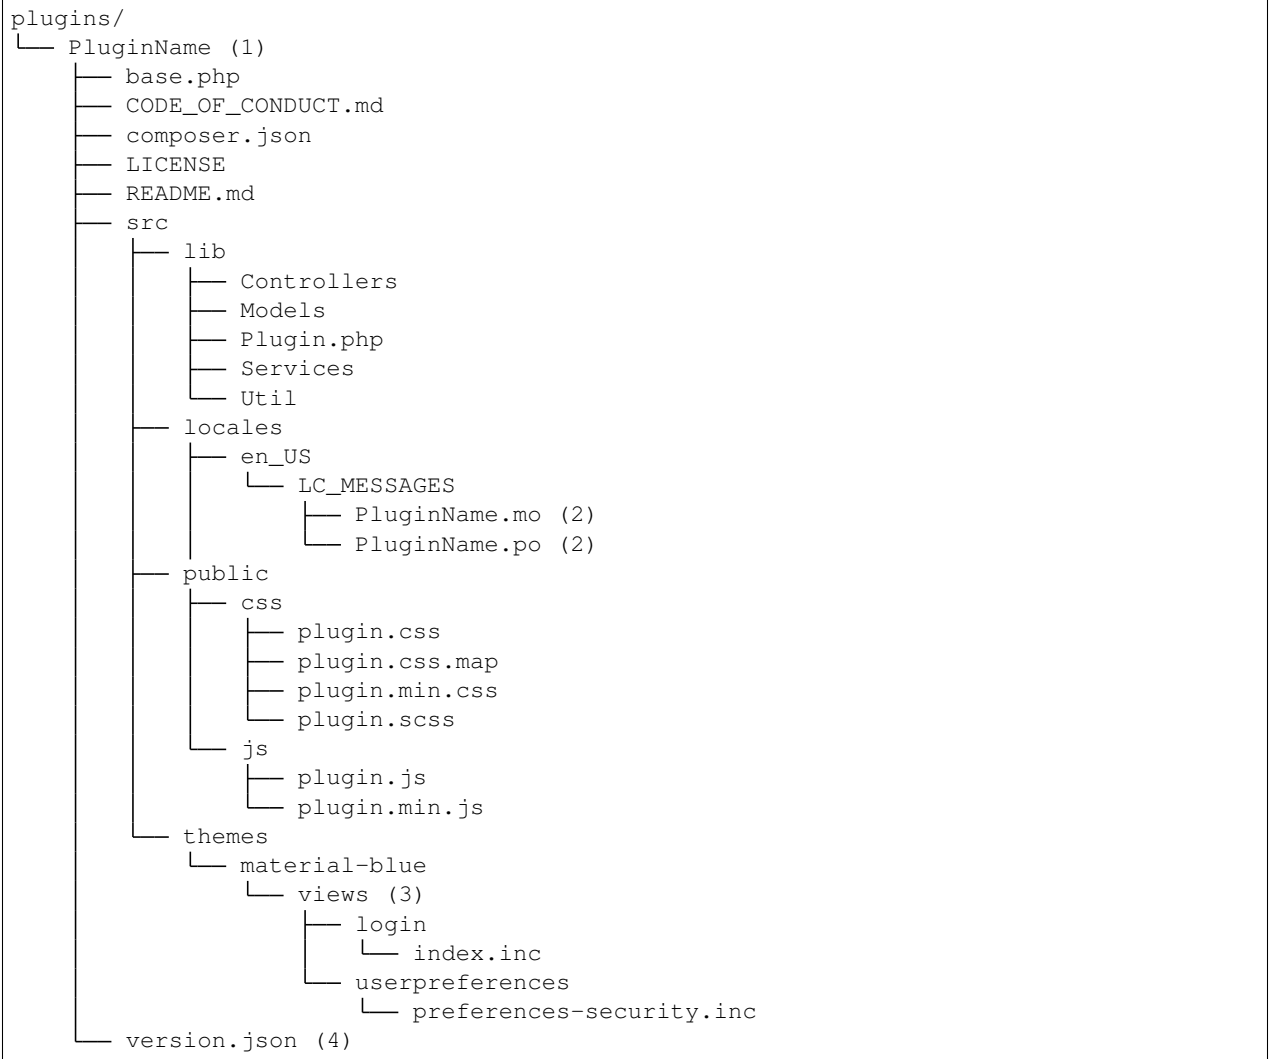 plugins/
└── PluginName (1)
    ├── base.php
    ├── CODE_OF_CONDUCT.md
    ├── composer.json
    ├── LICENSE
    ├── README.md
    ├── src
    │   ├── lib
    │   │   ├── Controllers
    │   │   ├── Models
    │   │   ├── Plugin.php
    │   │   ├── Services
    │   │   └── Util
    │   ├── locales
    │   │   ├── en_US
    │   │   │   └── LC_MESSAGES
    │   │   │       ├── PluginName.mo (2)
    │   │   │       └── PluginName.po (2)
    │   ├── public
    │   │   ├── css
    │   │   │   ├── plugin.css
    │   │   │   ├── plugin.css.map
    │   │   │   ├── plugin.min.css
    │   │   │   └── plugin.scss
    │   │   └── js
    │   │       ├── plugin.js
    │   │       └── plugin.min.js
    │   └── themes
    │       └── material-blue
    │           └── views (3)
    │               ├── login
    │               │   └── index.inc
    │               └── userpreferences
    │                   └── preferences-security.inc
    └── version.json (4)